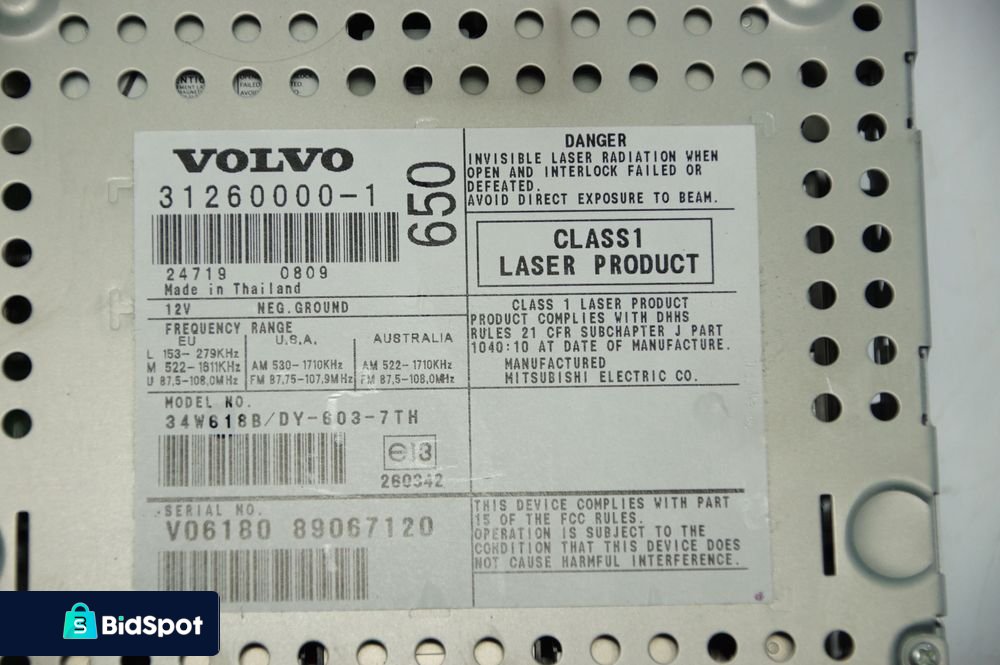 VOLVO
31260000-1
650
24719 0809
Made in Thailand
12V NEG.GROUND
FREQUENCY RANGE
EU U.S.A. AUSTRALIA
L 153- 279KHz
M 522-1611KHz AM 530-1710KHz AM 522-1710KHz
U 87,5-108,0MHz FM 87,75-107,9MHz FM 87,5-108,0MHz
MODEL NO.
34W618B/DY-603-7TH
e13
260342
SERIAL NO.
V06180 89067120
DANGER
INVISIBLE LASER RADIATION WHEN
OPEN AND INTERLOCK FAILED OR
DEFEATED.
AVOID DIRECT EXPOSURE TO BEAM.
CLASS1
LASER PRODUCT
CLASS 1 LASER PRODUCT
PRODUCT COMPLIES WITH DHHS
RULES 21 CFR SUBCHAPTER J PART
1040:10 AT DATE OF MANUFACTURE.
MANUFACTURED
MITSUBISHI ELECTRIC CO.
THIS DEVICE COMPLIES WITH PART
15 OF THE FCC RULES.
OPERATION IS SUBJECT TO THE
CONDITION THAT THIS DEVICE DOES
NOT CAUSE HARMFUL INTERFERENCE.
BidSpot